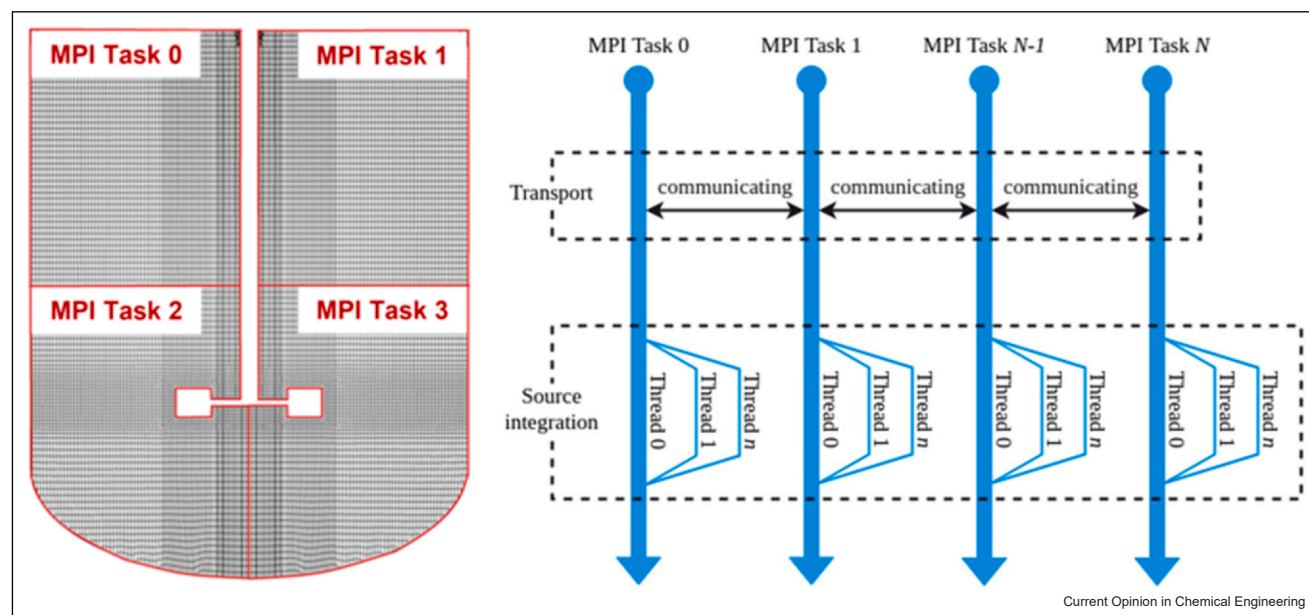 MPI Task 0
MPI Task 1
MPI Task 2
MPI Task 3
MPI Task 0
MPI Task 1
MPI Task N-1
MPI Task N
Transport
communicating
communicating
communicating
Source
integration
Thread 0
Thread 1
Thread n
Thread 0
Thread 1
Thread n
Thread 0
Thread 1
Thread n
Thread 0
Thread 1
Thread n
Current Opinion in Chemical Engineering